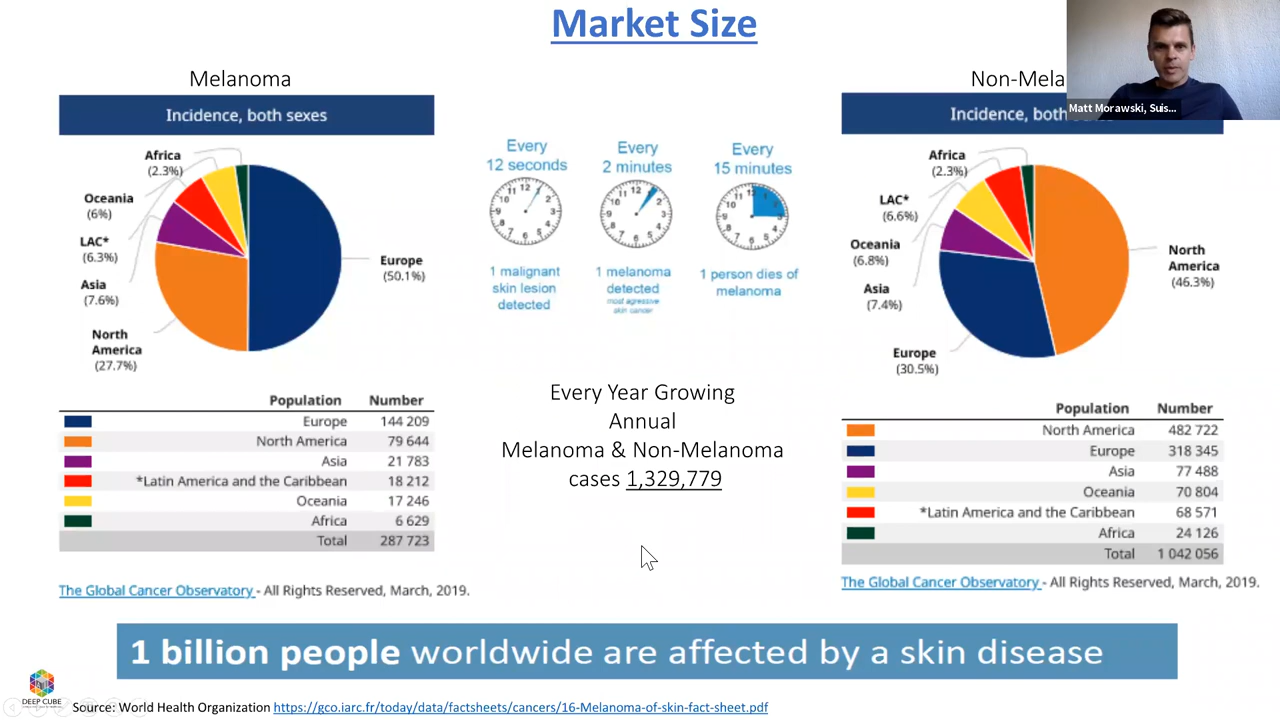 Market Size
Matt Morawski, Suis...
Melanoma
Incidence, both sexes
Africa
(2.3%)
Oceania
(6%)
LAC*
(6.3%)
Asia
(7.6%)
North
America
(27.7%)
Europe
(50.1%)
Population Number
Europe 144 209
North America 79 644
Asia 21 783
*Latin America and the Caribbean 18 212
Oceania 17 246
Africa 6 629
Total 287 723
The Global Cancer Observatory - All Rights Reserved, March, 2019.
Every
12 seconds
1 malignant
skin lesion
detected
Every
2 minutes
1 melanoma
detected
most agressive
skin cancer
Every
15 minutes
1 person dies of
melanoma
Every Year Growing
Annual
Melanoma & Non-Melanoma
cases 1,329,779
Non-Mela
Incidence, both
Africa
(2.3%)
LAC*
(6.6%)
Oceania
(6.8%)
Asia
(7.4%)
Europe
(30.5%)
North
America
(46.3%)
Population Number
North America 482 722
Europe 318 345
Asia 77 488
Oceania 70 804
*Latin America and the Caribbean 68 571
Africa 24 126
Total 1 042 056
The Global Cancer Observatory - All Rights Reserved, March, 2019.
1 billion people worldwide are affected by a skin disease
DEEP CUBE
Source: World Health Organization https://gco.iarc.fr/today/data/factsheets/cancers/16-Melanoma-of-skin-fact-sheet.pdf